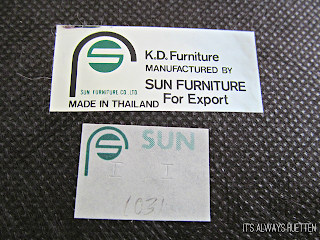 K.D. Furniture
MANUFACTURED BY
SUN FURNITURE
For Export
SUN FURNITURE CO. LTD
MADE IN THAILAND
SUN
1031
IT'S ALWAYS RUETTEN